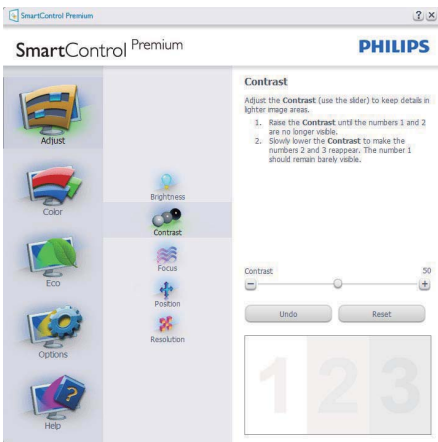 SmartControl Premium
? ×
SmartControl Premium
PHILIPS
Adjust
Color
Eco
Options
Help
Brightness
Contrast
Focus
Position
Resolution
Contrast
Adjust the Contrast (use the slider) to keep details in
lighter image areas.
1. Raise the Contrast until the numbers 1 and 2
are no longer visible.
2. Slowly lower the Contrast to make the
numbers 2 and 3 reappear. The number 1
should remain barely visible.
Contrast 50
− +
Undo Reset
1 2 3